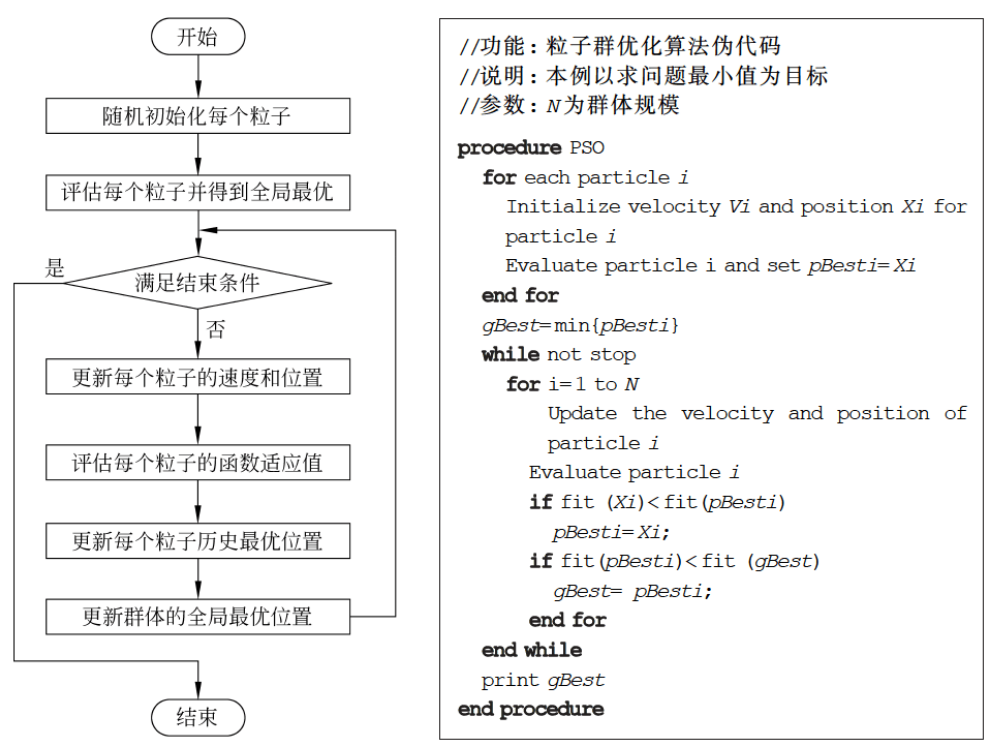 开始
随机初始化每个粒子
评估每个粒子并得到全局最优
是
满足结束条件
否
更新每个粒子的速度和位置
评估每个粒子的函数适应值
更新每个粒子历史最优位置
更新群体的全局最优位置
结束
//功能：粒子群优化算法伪代码
//说明：本例以求问题最小值为目标
//参数：N为群体规模
procedure PSO
for each particle i
Initialize velocity Vi and position Xi for
particle i
Evaluate particle i and set pBesti=Xi
end for
gBest=min{pBesti}
while not stop
for i=1 to N
Update the velocity and position of
particle i
Evaluate particle i
if fit (Xi)<fit(pBesti)
pBesti=Xi;
if fit(pBesti)<fit (gBest)
gBest= pBesti;
end for
end while
print gBest
end procedure